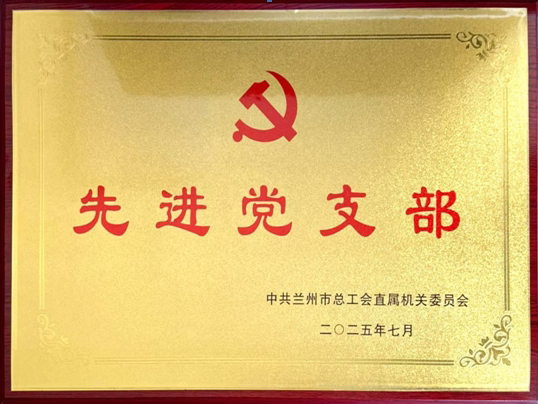 先进党支部
中共兰州市总工会直属机关委员会
二〇二五年七月